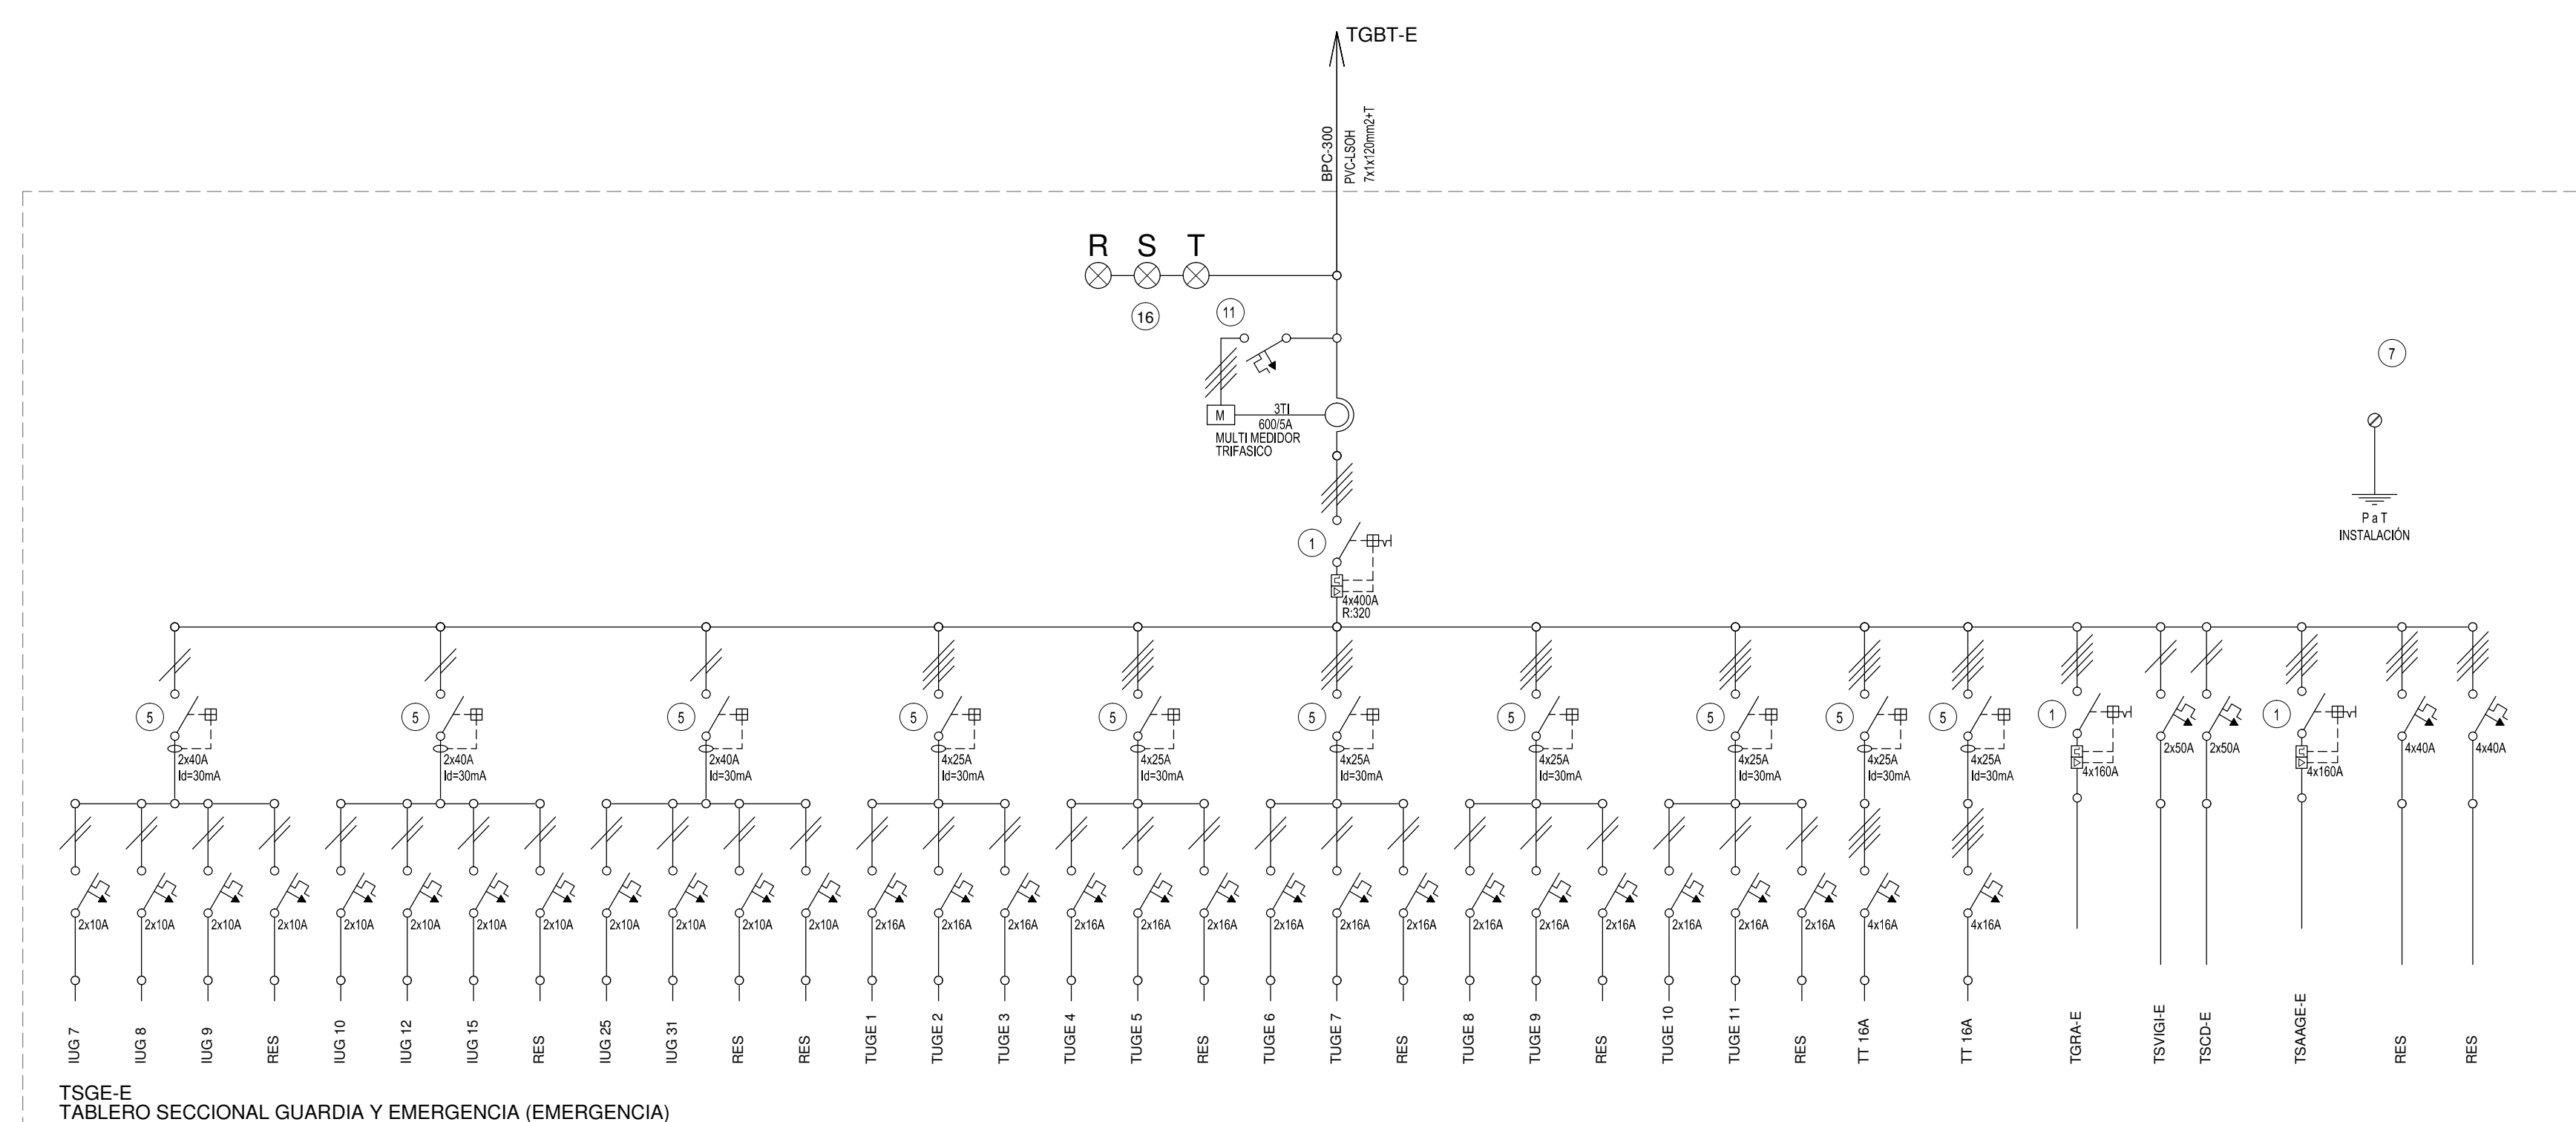 TGBT-E
BPC-300
PVC-LSOH
7x1x120mm2+T
R S T
16
11
7
M
3TI
600/5A
MULTI MEDIDOR
TRIFASICO
P a T
INSTALACIÓN
1
4x400A
R:320
5 5 5 5 5 5 5 5 5 5 1 1
2x40A
Id=30mA
2x40A
Id=30mA
2x40A
Id=30mA
4x25A
Id=30mA
4x25A
Id=30mA
4x25A
Id=30mA
4x25A
Id=30mA
4x25A
Id=30mA
4x25A
Id=30mA
4x25A
Id=30mA
4x160A
2x50A
2x50A
4x160A
4x40A
4x40A
2x10A 2x10A 2x10A 2x10A 2x10A 2x10A 2x10A 2x10A 2x10A 2x10A 2x10A 2x10A 2x16A 2x16A 2x16A 2x16A 2x16A 2x16A 2x16A 2x16A 2x16A 2x16A 2x16A 2x16A 2x16A 2x16A 2x16A 4x16A 4x16A
IUG 7
IUG 8
IUG 9
RES
IUG 10
IUG 12
IUG 15
RES
IUG 25
IUG 31
RES
RES
TUGE 1
TUGE 2
TUGE 3
TUGE 4
TUGE 5
RES
TUGE 6
TUGE 7
RES
TUGE 8
TUGE 9
RES
TUGE 10
TUGE 11
RES
TT 16A
TT 16A
TGRA-E
TSVIGI-E
TSCD-E
TSAAGE-E
RES
RES
TSGE-E
TABLERO SECCIONAL GUARDIA Y EMERGENCIA (EMERGENCIA)